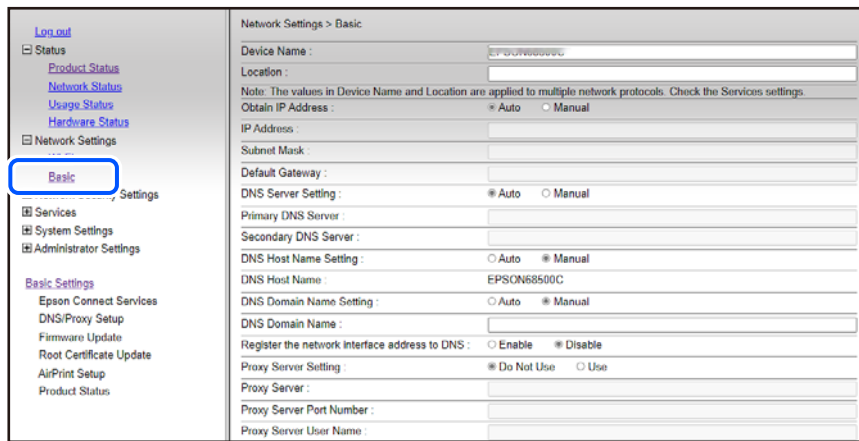 Log out
Status
Product Status
Network Status
Usage Status
Hardware Status
Network Settings
Basic
Settings
Services
System Settings
Administrator Settings
Basic Settings
Epson Connect Services
DNS/Proxy Setup
Firmware Update
Root Certificate Update
AirPrint Setup
Product Status
Network Settings > Basic
Device Name :
Location :
Note: The values in Device Name and Location are applied to multiple network protocols. Check the Services settings.
Obtain IP Address : Auto Manual
IP Address :
Subnet Mask :
Default Gateway :
DNS Server Setting : Auto Manual
Primary DNS Server :
Secondary DNS Server :
DNS Host Name Setting : Auto Manual
DNS Host Name : EPSON68500C
DNS Domain Name Setting : Auto Manual
DNS Domain Name :
Register the network interface address to DNS : Enable Disable
Proxy Server Setting : Do Not Use Use
Proxy Server :
Proxy Server Port Number :
Proxy Server User Name :